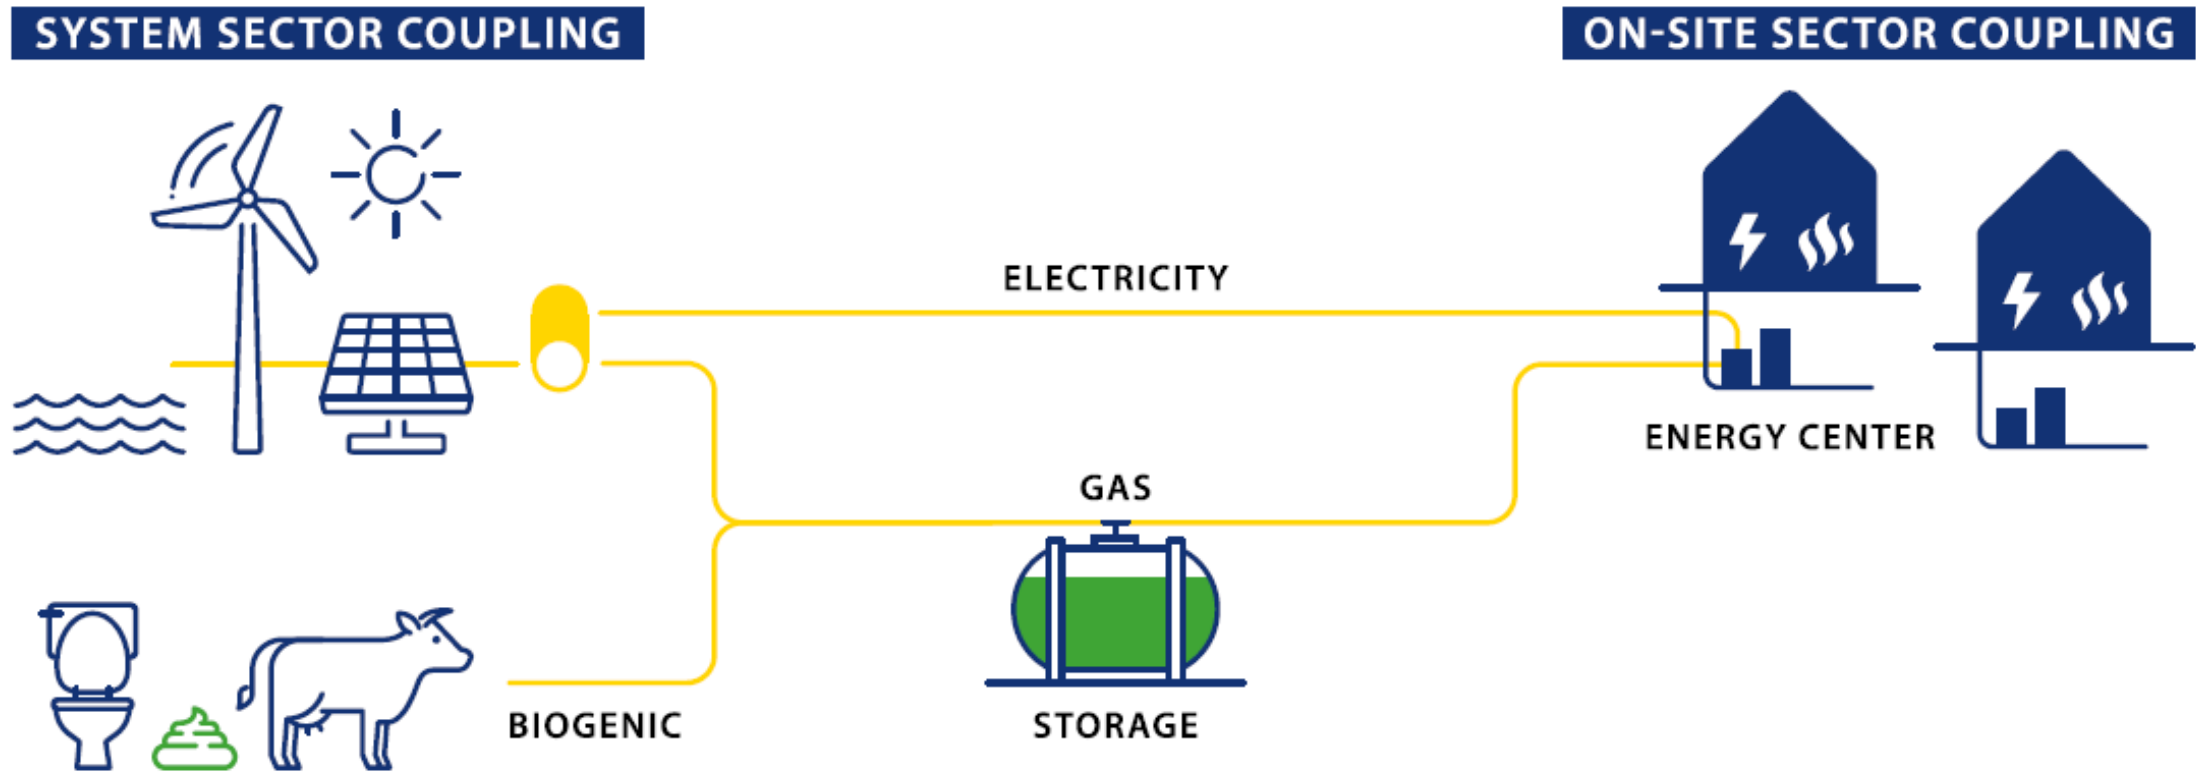 SYSTEM SECTOR COUPLING
ON-SITE SECTOR COUPLING
ELECTRICITY
ENERGY CENTER
GAS
BIOGENIC
STORAGE